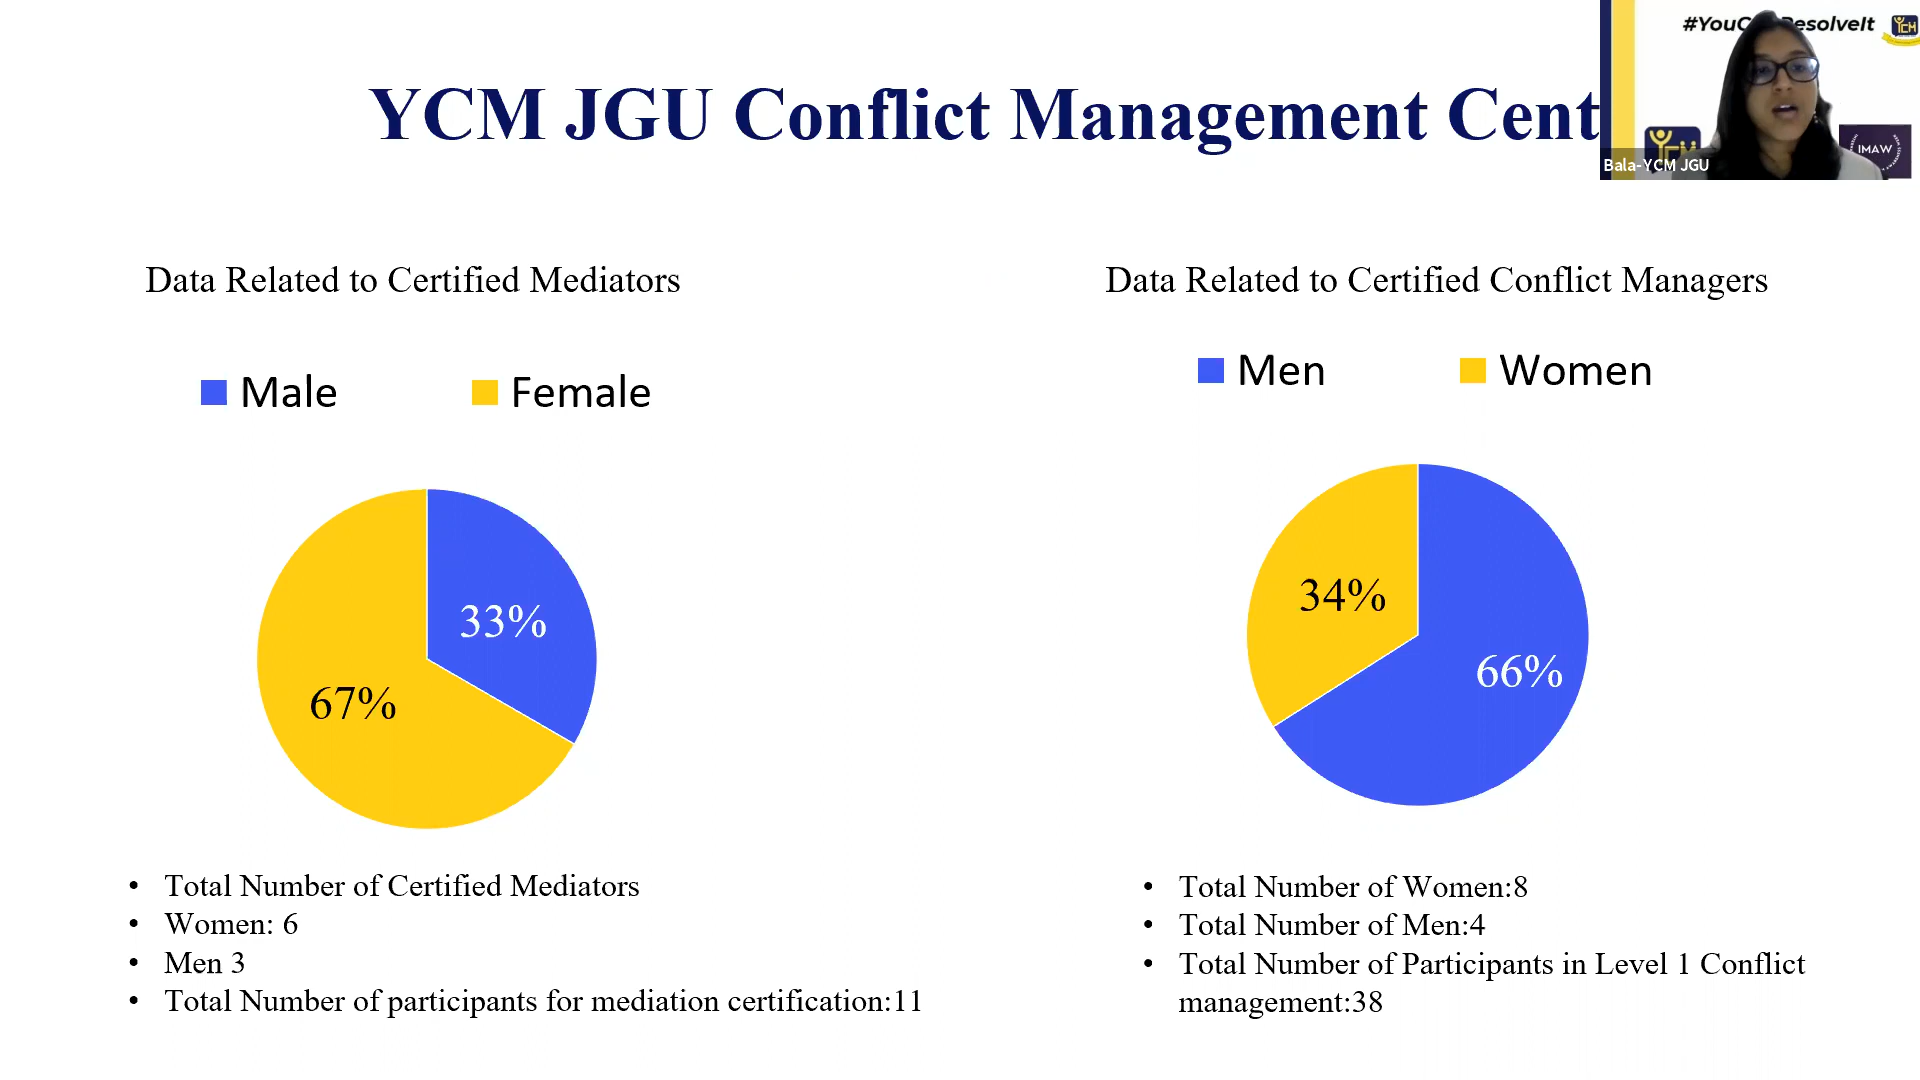 YCM JGU Conflict Management Cent
#YouC esolveIt
YCM
IMAW
Bala-YCM JGU
Data Related to Certified Mediators
Male Female
33%
67%
• Total Number of Certified Mediators
• Women: 6
• Men 3
• Total Number of participants for mediation certification:11
Data Related to Certified Conflict Managers
Men Women
34%
66%
• Total Number of Women:8
• Total Number of Men:4
• Total Number of Participants in Level 1 Conflict
management:38